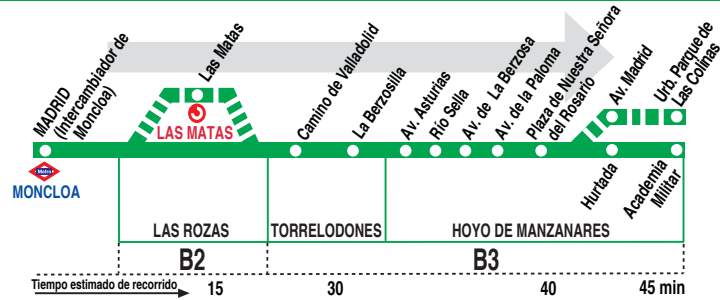 MADRID
(Intercambiador de
Moncloa)
Las Matas
Camino de Valladolid
La Berzosilla
Av. Asturias
Río Sella
Av. de La Berzosa
Av. de la Paloma
Plaza de Nuestra Señora
del Rosario
Av. Madrid
Urb. Parque de
Las Colinas
LAS MATAS
Metro
MONCLOA
Hurtada
Academia
Militar
LAS ROZAS
TORRELODONES
HOYO DE MANZANARES
B2
B3
Tiempo estimado de recorrido 15 30 40 45 min